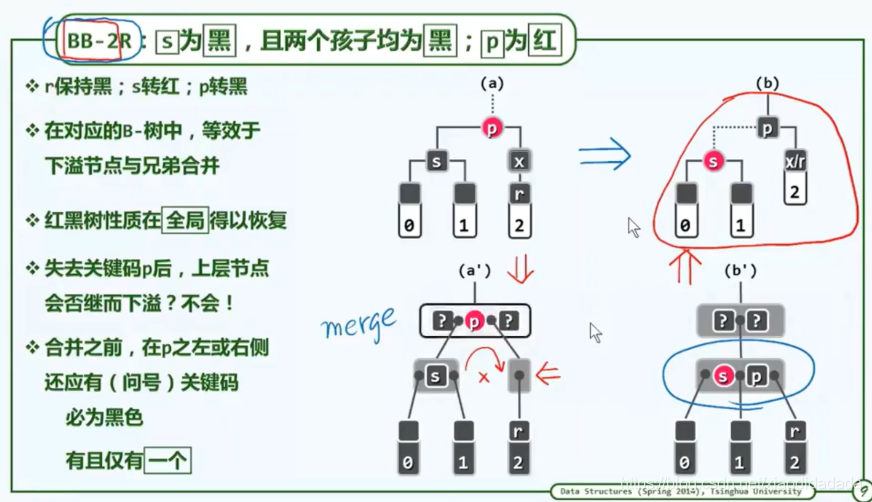 BB-2R：s为黑，且两个孩子均为黑；p为红
❖ r保持黑；s转红；p转黑
❖ 在对应的B-树中，等效于
下溢节点与兄弟合并
❖ 红黑树性质在全局得以恢复
❖ 失去关键码p后，上层节点
会否继而下溢？不会！
❖ 合并之前，在p之左或右侧
还应有（问号）关键码
必为黑色
有且仅有一个
(a)
p
s
x
r
0
1
2
(b)
p
s
x/r
2
0
1
(a')
merge
? p ?
s
x
r
0
1
2
(b')
? ?
s p
r
0
1
2
Data Structures (Spring 2014), Tsinghua University
9